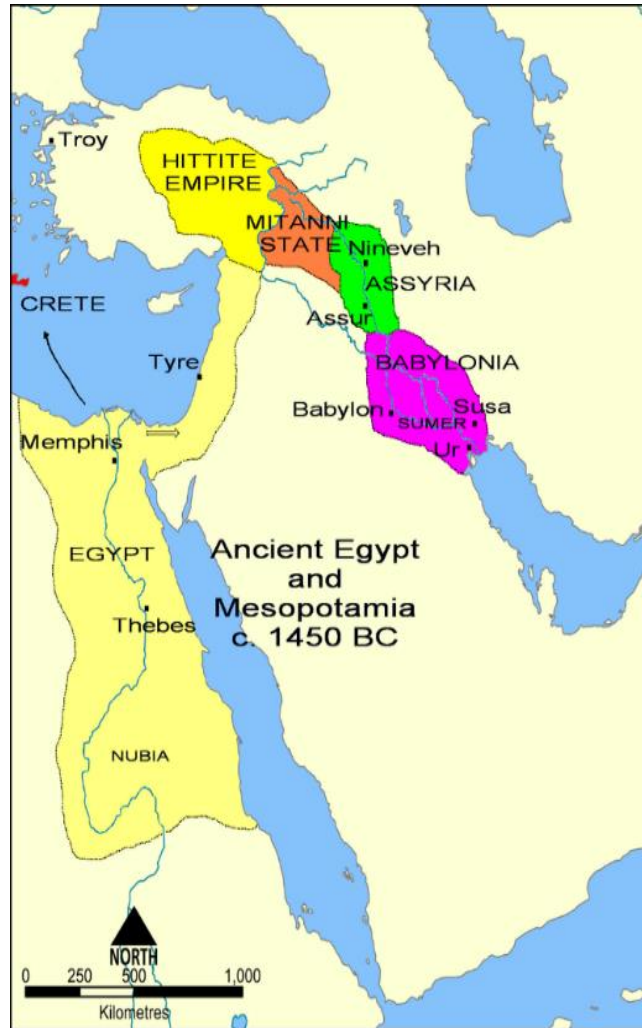 Troy
HITTITE
EMPIRE
MITANNI
STATE
Nineveh
ASSYRIA
CRETE
Assur
Tyre
BABYLONIA
Babylon
Susa
SUMER
Memphis
Ur
EGYPT
Ancient Egypt
and
Mesopotamia
c. 1450 BC
Thebes
NUBIA
NORTH
0 250 500 1,000
Kilometres